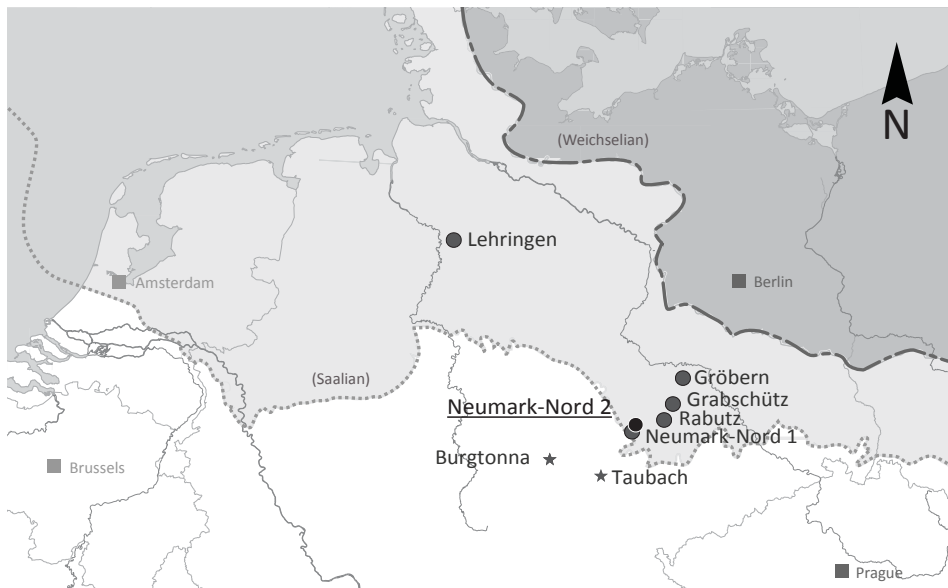 N
(Weichselian)
Lehringen
Amsterdam
Berlin
(Saalian)
Gröbern
Grabschütz
Neumark-Nord 2
Rabutz
Neumark-Nord 1
Burgtonna
Brussels
Taubach
Prague